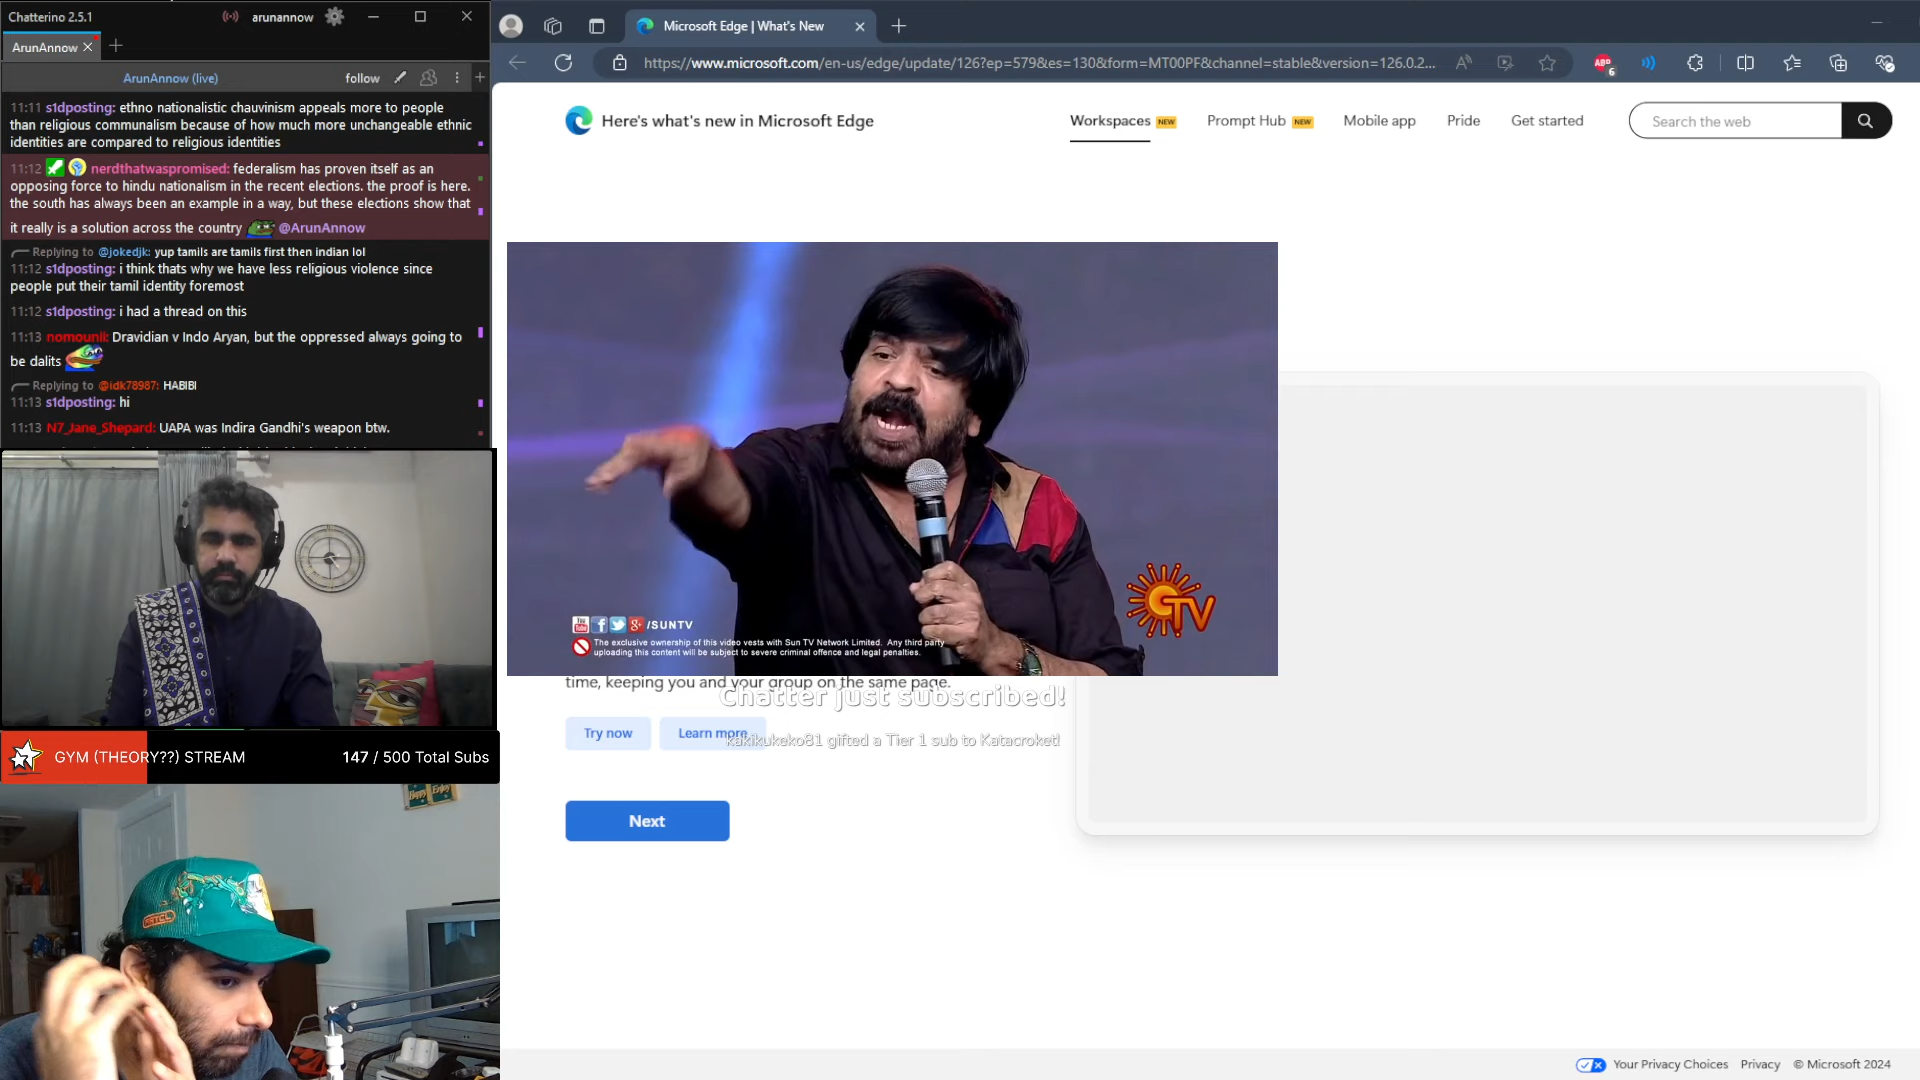 Chatterino 2.5.1
arunannow
ArunAnnow
ArunAnnow (live)
follow
11:11 s1dposting: ethno nationalistic chauvinism appeals more to people
than religious communalism because of how much more unchangeable ethnic
identities are compared to religious identities
11:12 nerdthatwaspromised: federalism has proven itself as an
opposing force to hindu nationalism in the recent elections. the proof is here.
the south has always been an example in a way, but these elections show that
it really is a solution across the country @ArunAnnow
Replying to @jokedjk: yup tamils are tamils first then indian lol
11:12 s1dposting: i think thats why we have less religious violence since
people put their tamil identity foremost
11:12 s1dposting: i had a thread on this
11:13 nomounli: Dravidian v Indo Aryan, but the oppressed always going to
be dalits
Replying to @idk78987: HABIBI
11:13 s1dposting: hi
11:13 N7_Jane_Shepard: UAPA was Indira Gandhi's weapon btw.
GYM (THEORY??) STREAM
147 / 500 Total Subs
Microsoft Edge | What's New
https://www.microsoft.com/en-us/edge/update/126?ep=579&es=130&form=MT00PF&channel=stable&version=126.0.2...
ABP
6
Here's what's new in Microsoft Edge
Workspaces NEW
Prompt Hub NEW
Mobile app
Pride
Get started
Search the web
You
Tube
/SUNTV
The exclusive ownership of this video vests with Sun TV Network Limited. Any third party
uploading this content will be subject to severe criminal offence and legal penalties.
TV
time, keeping you and your group on the same page.
Chatter just subscribed!
Try now
Learn more
kakikukeko81 gifted a Tier 1 sub to Katacroket!
Next
Your Privacy Choices
Privacy
© Microsoft 2024